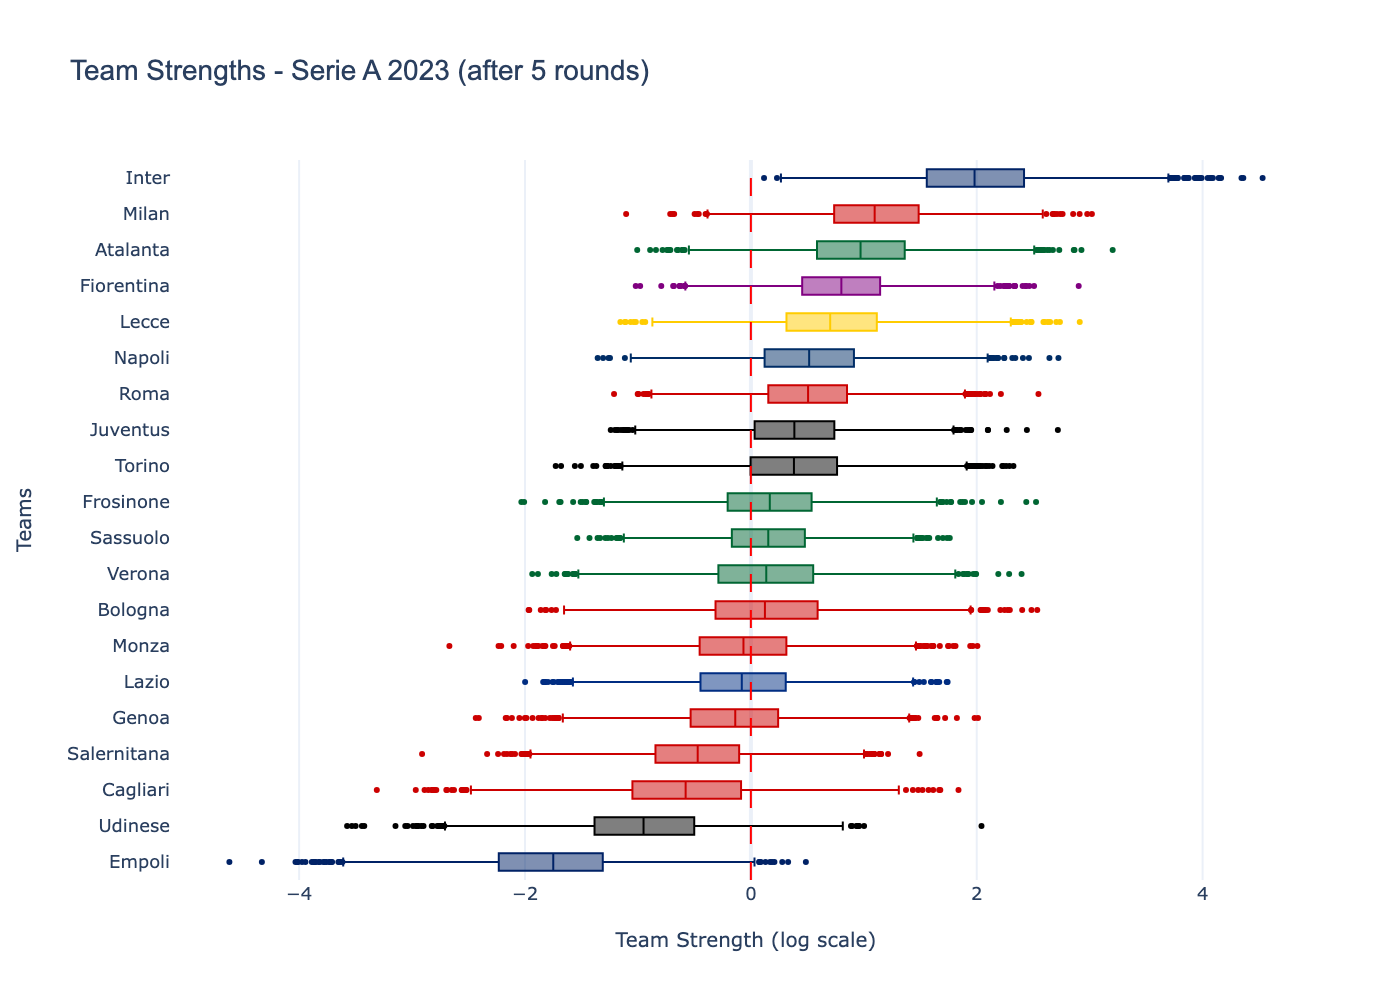 Team Strengths - Serie A 2023 (after 5 rounds)
Inter
Milan
Atalanta
Fiorentina
Lecce
Napoli
Roma
Juventus
Torino
Frosinone
Sassuolo
Verona
Bologna
Monza
Lazio
Genoa
Salernitana
Cagliari
Udinese
Empoli
Teams
−4 −2 0 2 4
Team Strength (log scale)